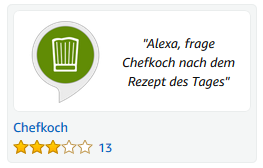 "Alexa, frage
Chefkoch nach dem
Rezept des Tages"
Chefkoch
13